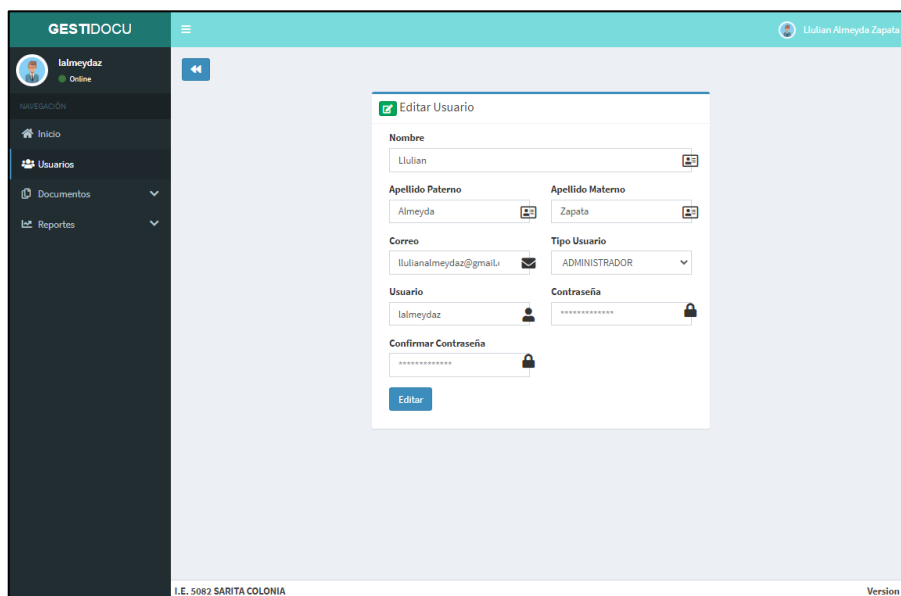 GESTIDOCU
Llulian Almeyda Zapata
lalmeydaz
Online
NAVEGACIÓN
Inicio
Usuarios
Documentos
Reportes
Editar Usuario
Nombre
Llulian
Apellido Paterno Apellido Materno
Almeyda Zapata
Correo Tipo Usuario
llulianalmeydaz@gmail. ADMINISTRADOR
Usuario Contraseña
lalmeydaz *************
Confirmar Contraseña
*************
Editar
I.E. 5082 SARITA COLONIA Version